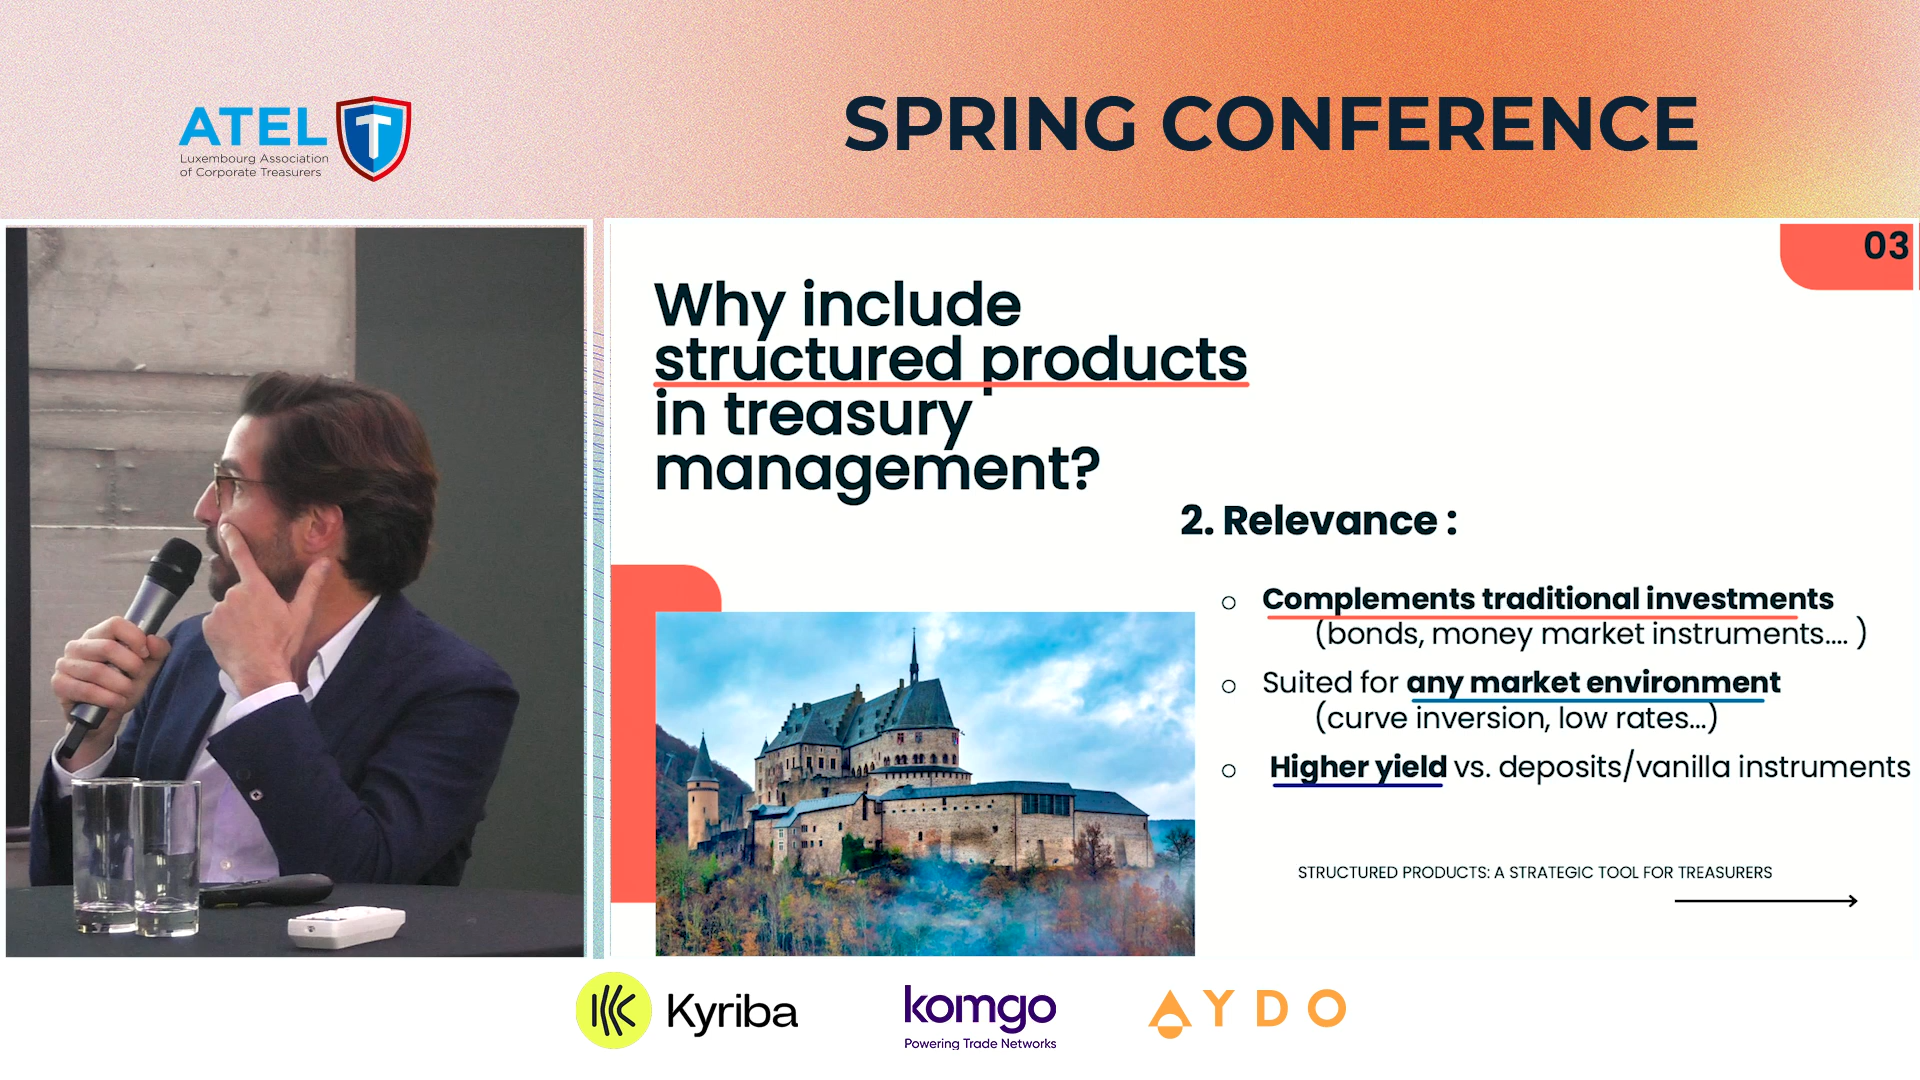 ATEL
Luxembourg Association
of Corporate Treasurers
T
SPRING CONFERENCE
03
Why include
structured products
in treasury
management?
2. Relevance :
Complements traditional investments
(bonds, money market instruments.... )
Suited for any market environment
(curve inversion, low rates...)
Higher yield vs. deposits/vanilla instruments
STRUCTURED PRODUCTS: A STRATEGIC TOOL FOR TREASURERS
Kyriba
komgo
Powering Trade Networks
AYDO